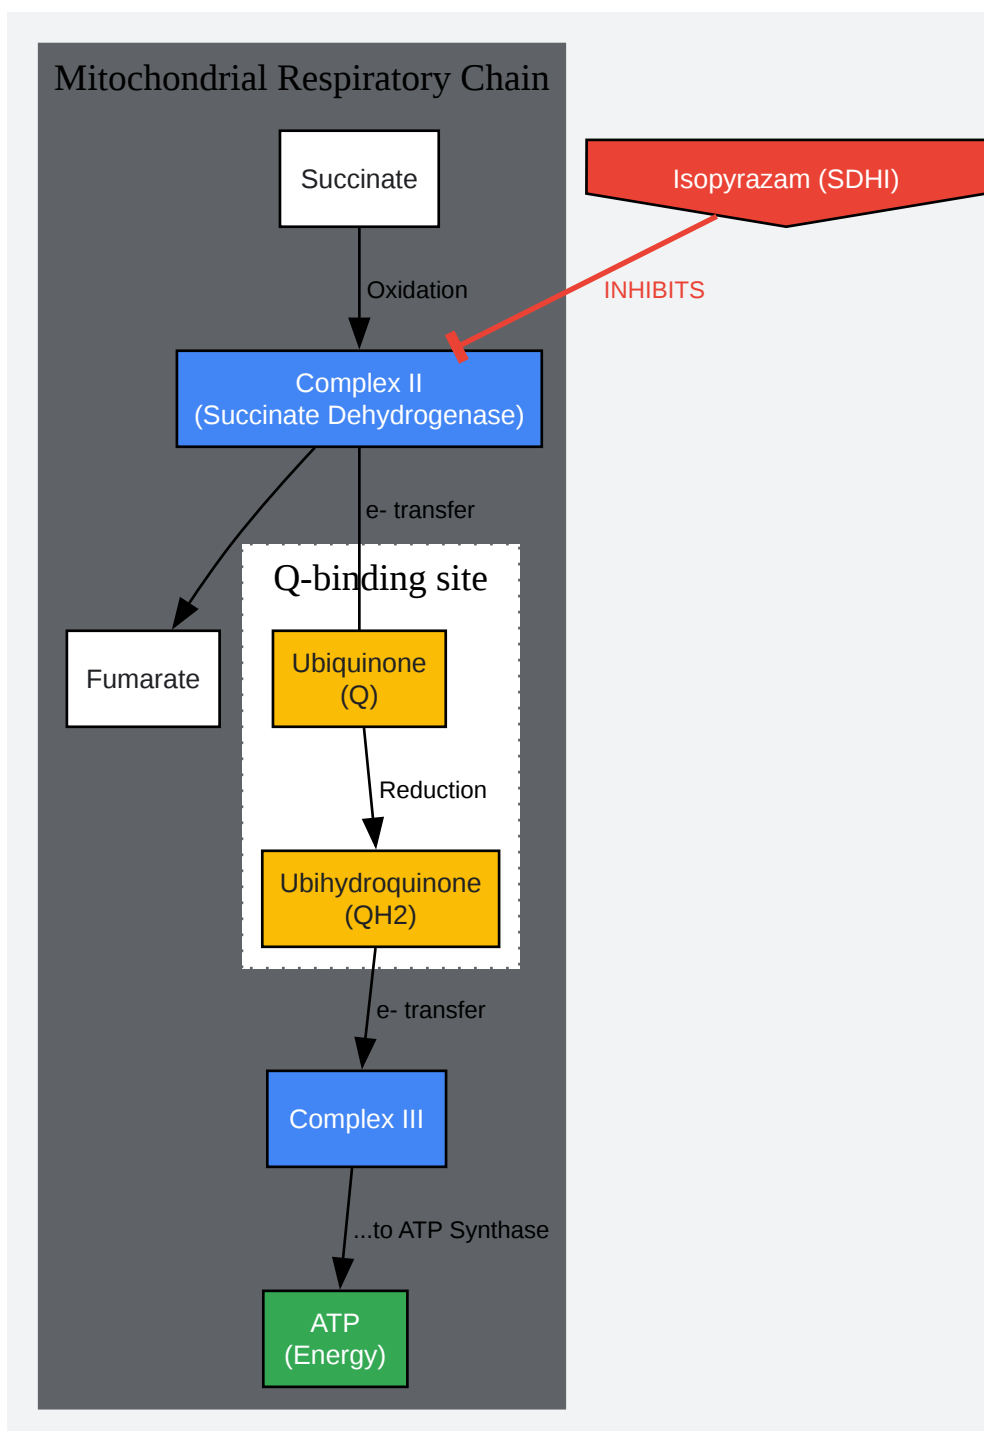 Mitochondrial Respiratory Chain
Succinate
Isopyrazam (SDHI)
Oxidation
INHIBITS
Complex II
(Succinate Dehydrogenase)
e- transfer
Q-binding site
Fumarate
Ubiquinone
(Q)
Reduction
Ubihydroquinone
(QH2)
e- transfer
Complex III
...to ATP Synthase
ATP
(Energy)